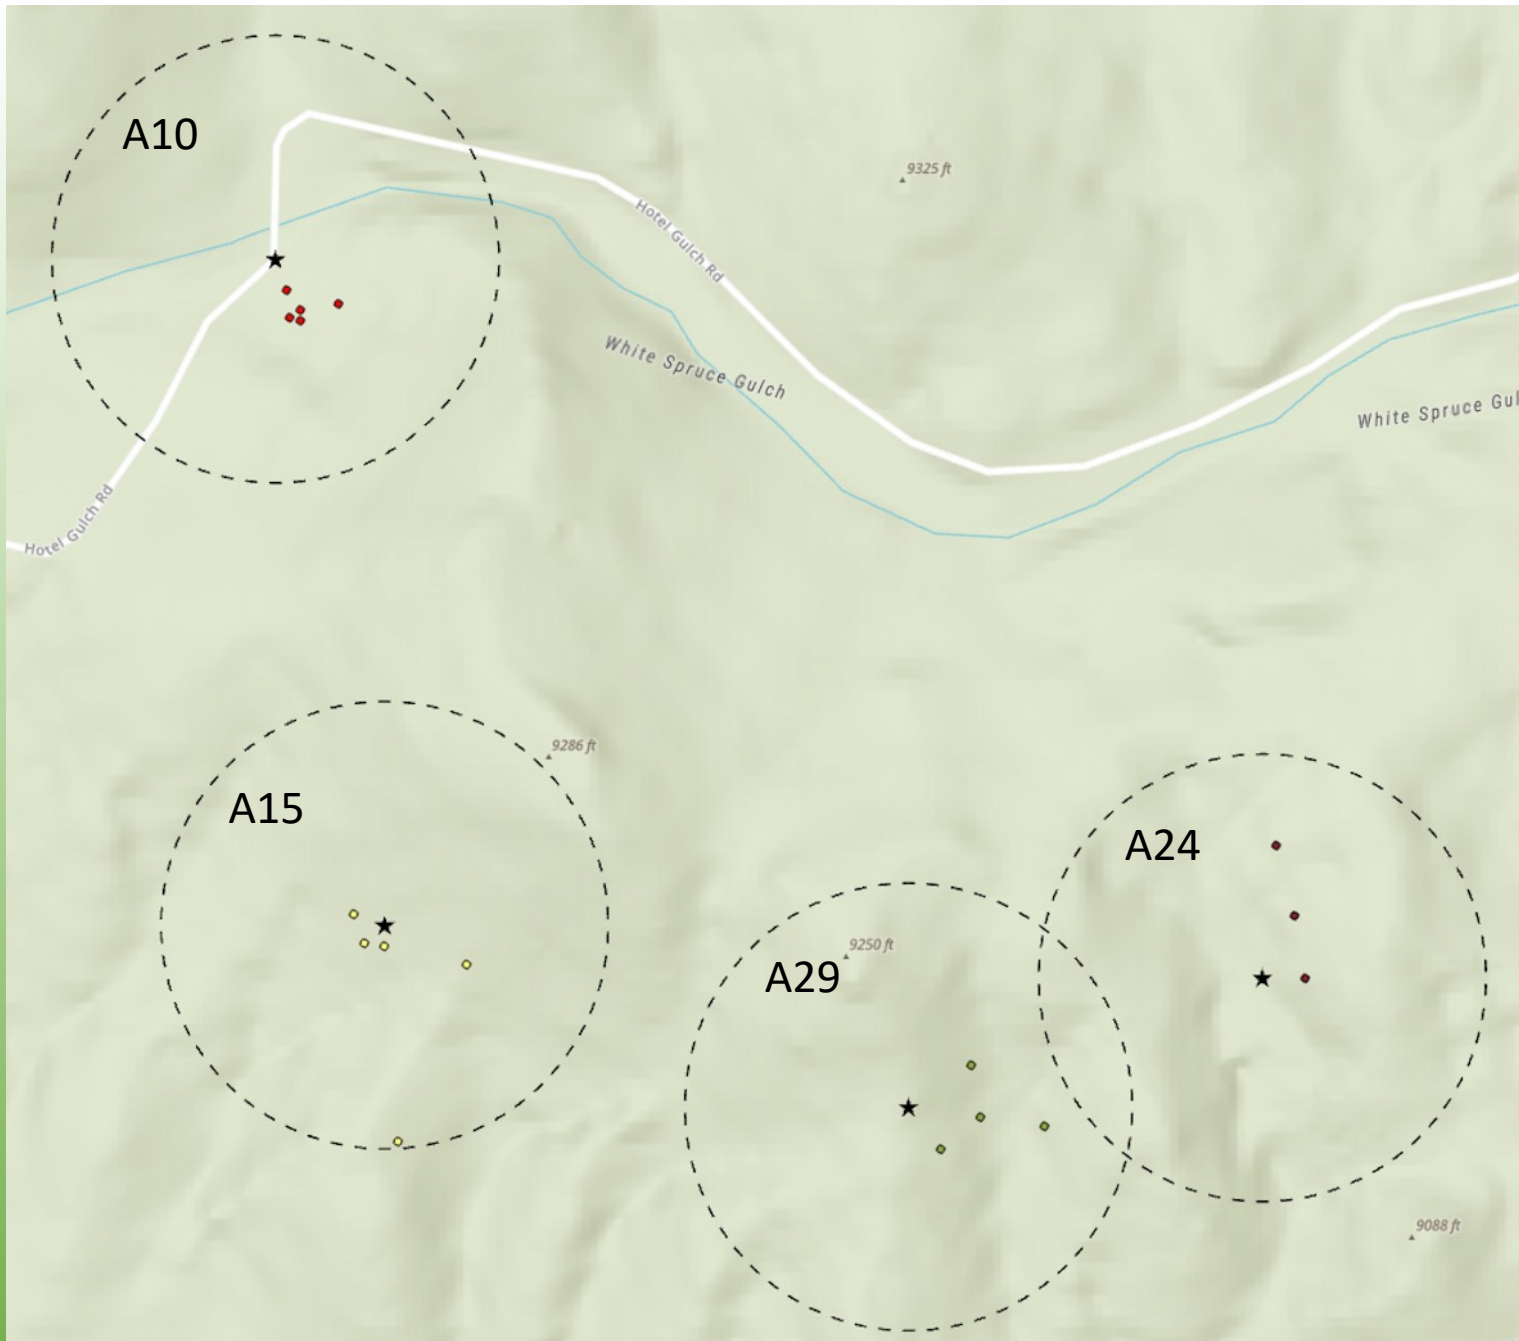 A10
9325 ft
Hotel Gulch Rd
White Spruce Gulch
White Spruce Gul
Hotel Gulch Rd
9286 ft
A15
A24
9250 ft
A29
9088 ft